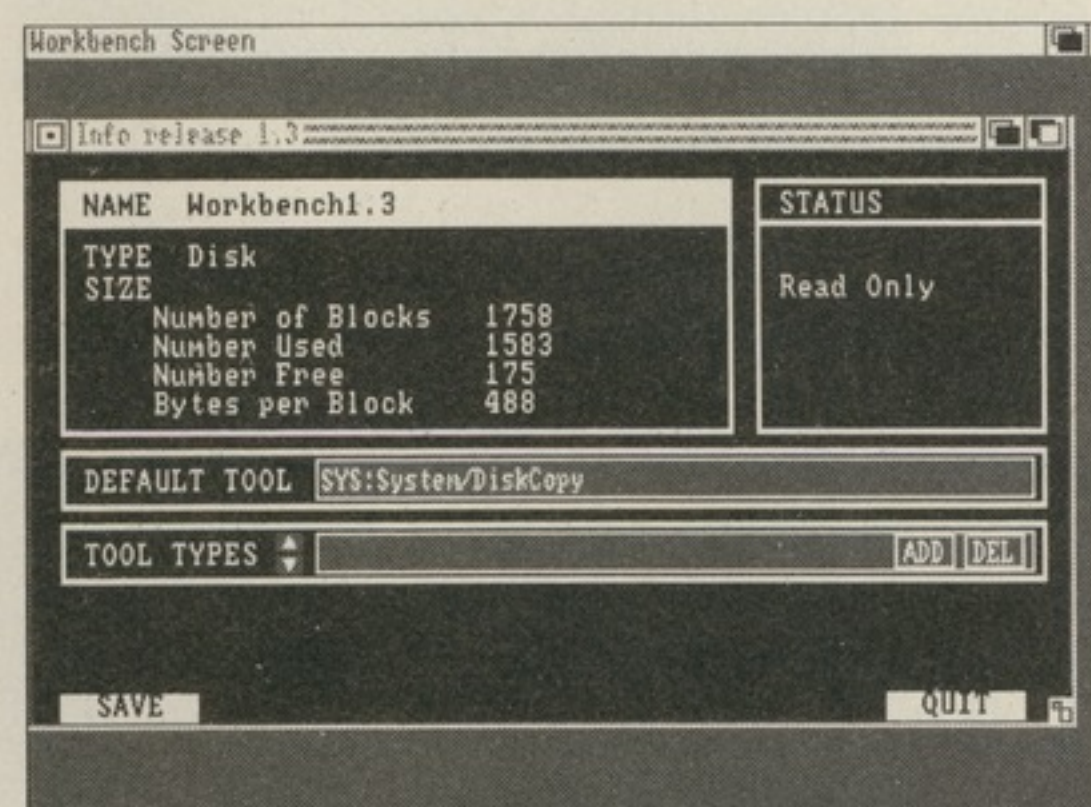 Workbench Screen
Info release 1.3
NAME Workbench1.3
TYPE Disk
SIZE
Number of Blocks 1758
Number Used 1583
Number Free 175
Bytes per Block 488
STATUS
Read Only
DEFAULT TOOL SYS:System/DiskCopy
TOOL TYPES ADD DEL
SAVE QUIT